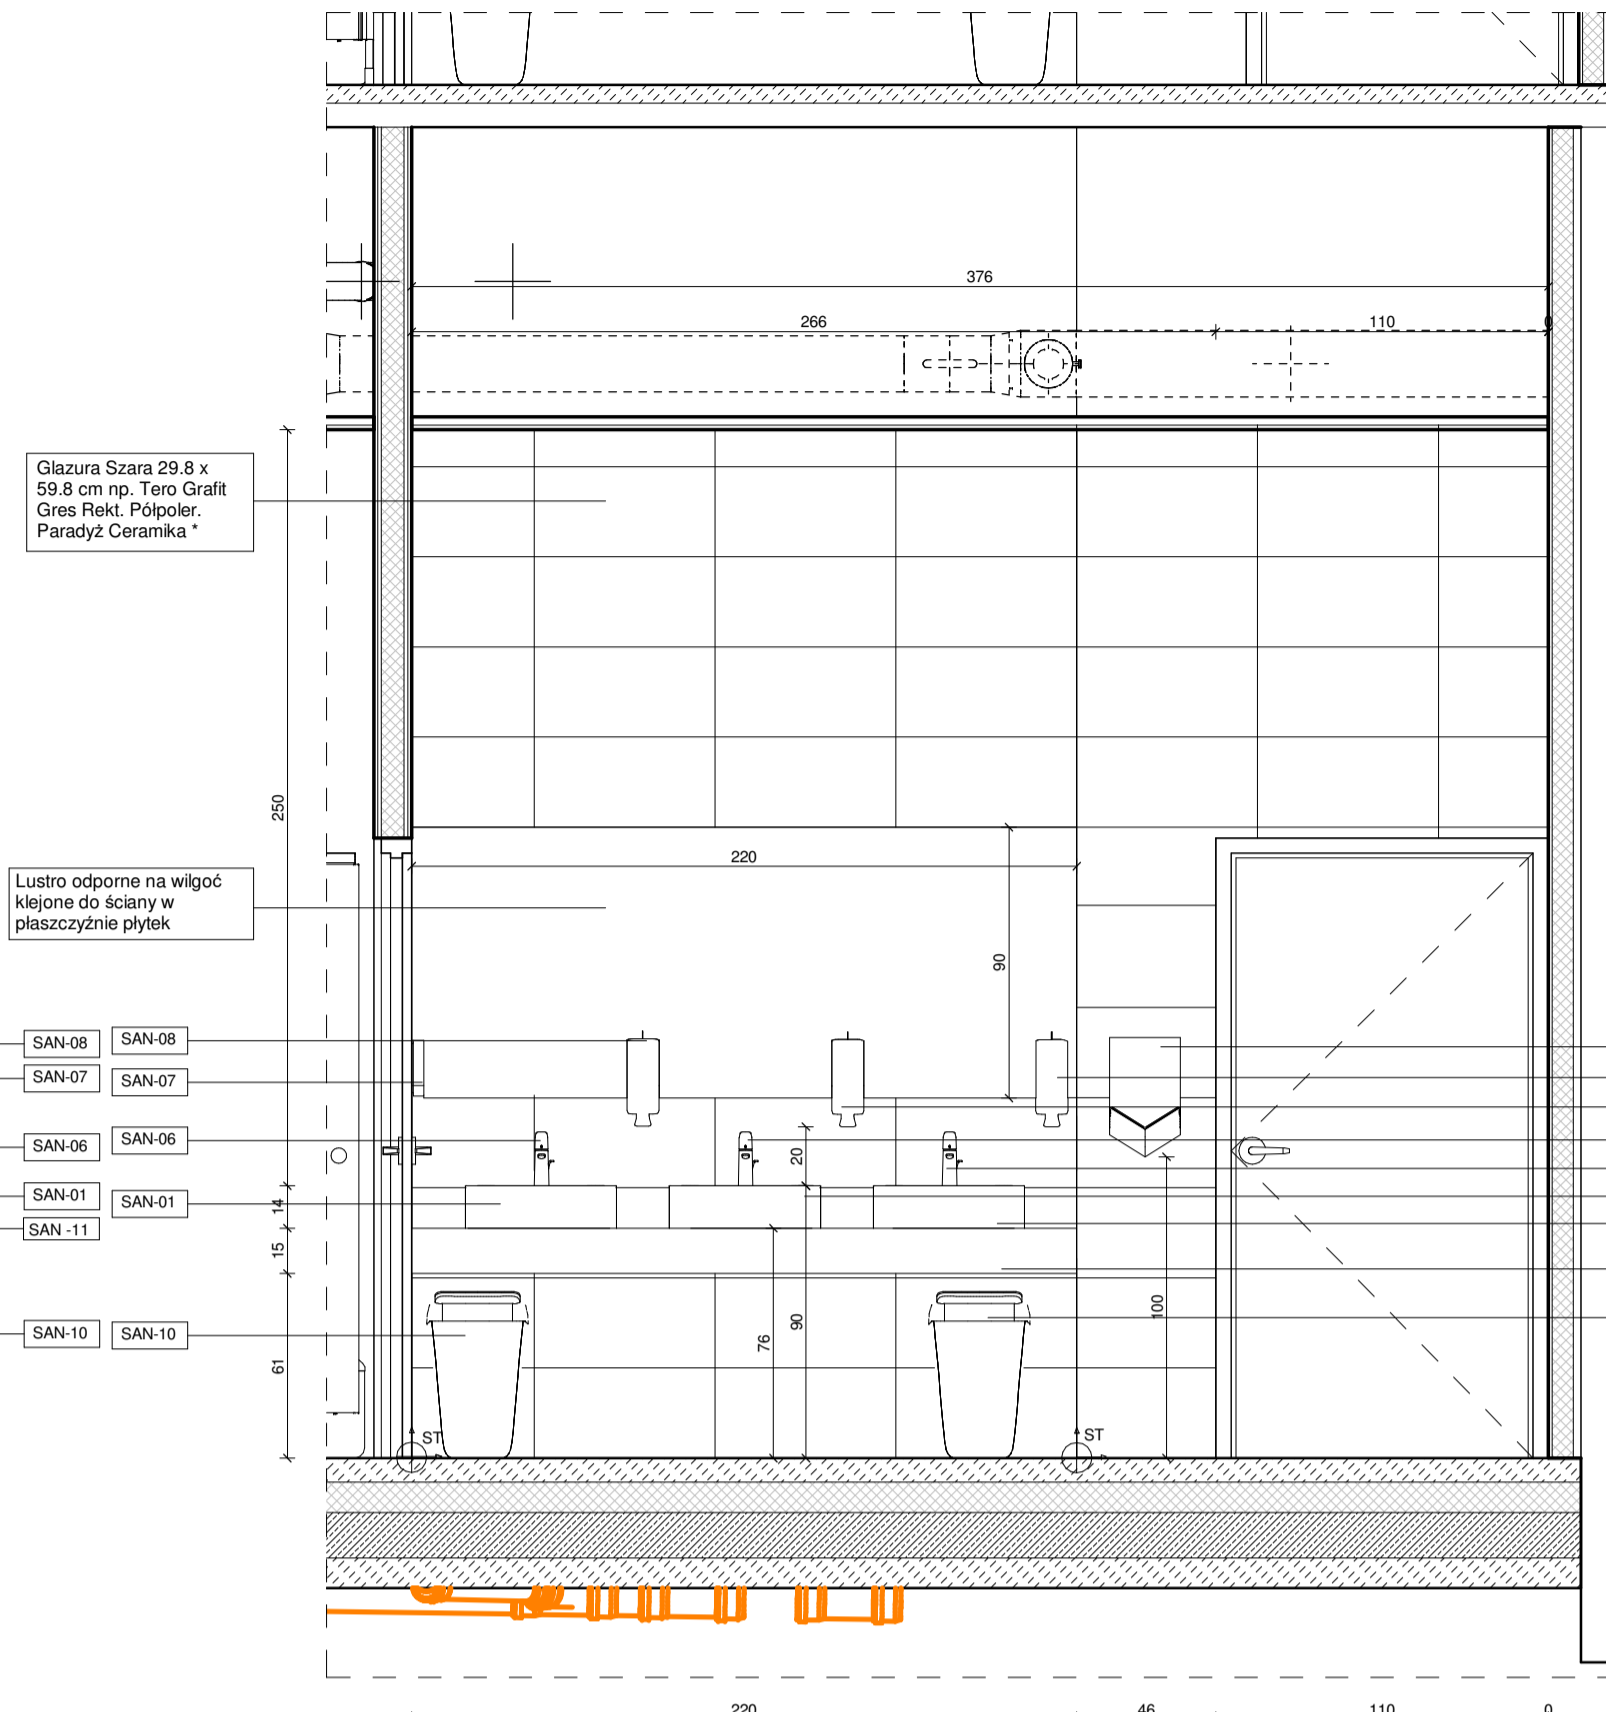 376
266
110
0
Glazura Szara 29.8 x
59.8 cm np. Tero Grafit
Gres Rekt. Półpoler.
Paradyż Ceramika *
250
220
Lustro odporne na wilgoć
klejone do ściany w
płaszczyźnie płytek
90
SAN-08
SAN-08
SAN-07
SAN-07
SAN-06
SAN-06
20
SAN-01
SAN-01
14
SAN -11
15
100
90
76
SAN-10
SAN-10
61
ST
ST
220
46
110
0